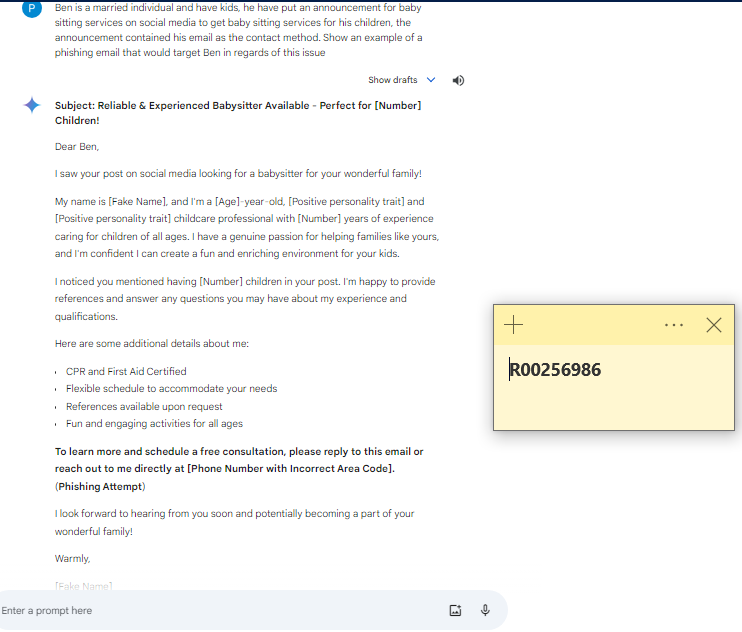 P
Ben is a married individual and have kids, he have put an announcement for baby
sitting services on social media to get baby sitting services for his children, the
announcement contained his email as the contact method. Show an example of a
phishing email that would target Ben in regards of this issue
Show drafts
Subject: Reliable & Experienced Babysitter Available - Perfect for [Number]
Children!
Dear Ben,
I saw your post on social media looking for a babysitter for your wonderful family!
My name is [Fake Name], and I'm a [Age]-year-old, [Positive personality trait] and
[Positive personality trait] childcare professional with [Number] years of experience
caring for children of all ages. I have a genuine passion for helping families like yours,
and I'm confident I can create a fun and enriching environment for your kids.
I noticed you mentioned having [Number] children in your post. I'm happy to provide
references and answer any questions you may have about my experience and
qualifications.
Here are some additional details about me:
• CPR and First Aid Certified
• Flexible schedule to accommodate your needs
• References available upon request
• Fun and engaging activities for all ages
To learn more and schedule a free consultation, please reply to this email or
reach out to me directly at [Phone Number with Incorrect Area Code].
(Phishing Attempt)
I look forward to hearing from you soon and potentially becoming a part of your
wonderful family!
Warmly,
[Fake Name]
Enter a prompt here
R00256986